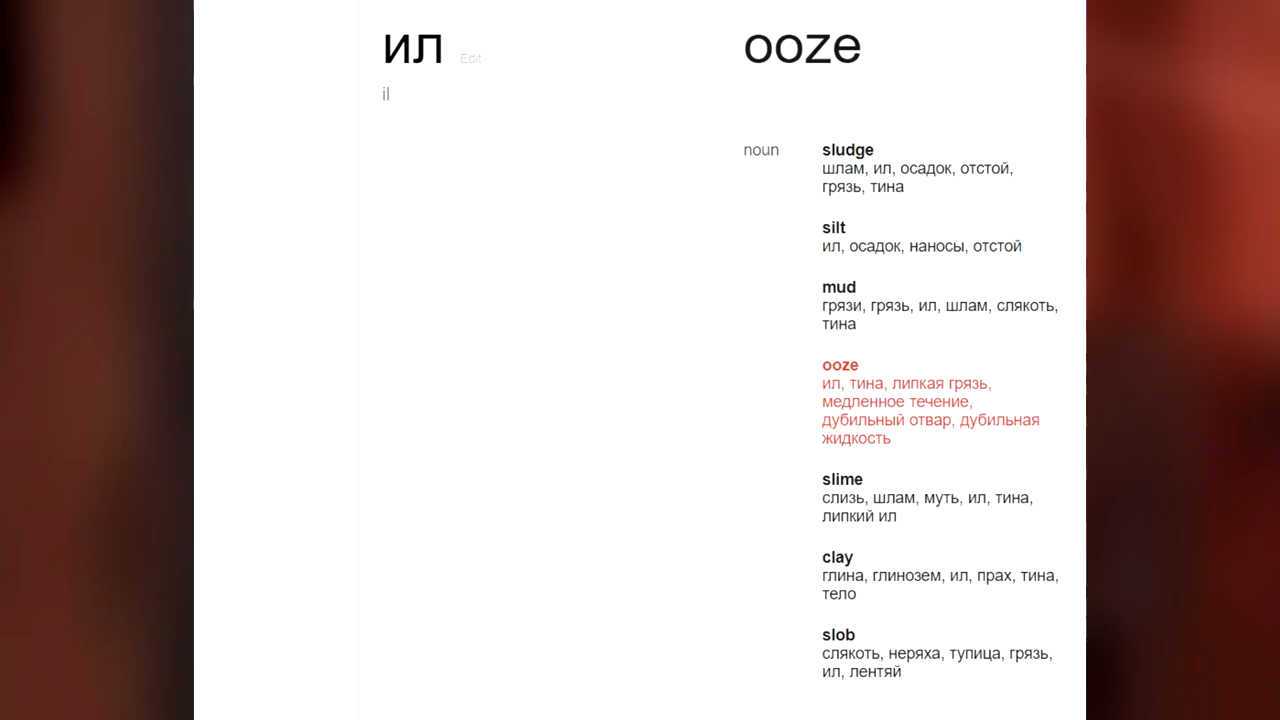 ил Edit
ooze
il
noun
sludge
шлам, ил, осадок, отстой,
грязь, тина
silt
ил, осадок, наносы, отстой
mud
грязи, грязь, ил, шлам, слякоть,
тина
ooze
ил, тина, липкая грязь,
медленное течение,
дубильный отвар, дубильная
жидкость
slime
слизь, шлам, муть, ил, тина,
липкий ил
clay
глина, глинозем, ил, прах, тина,
тело
slob
слякоть, неряха, тупица, грязь,
ил, лентяй